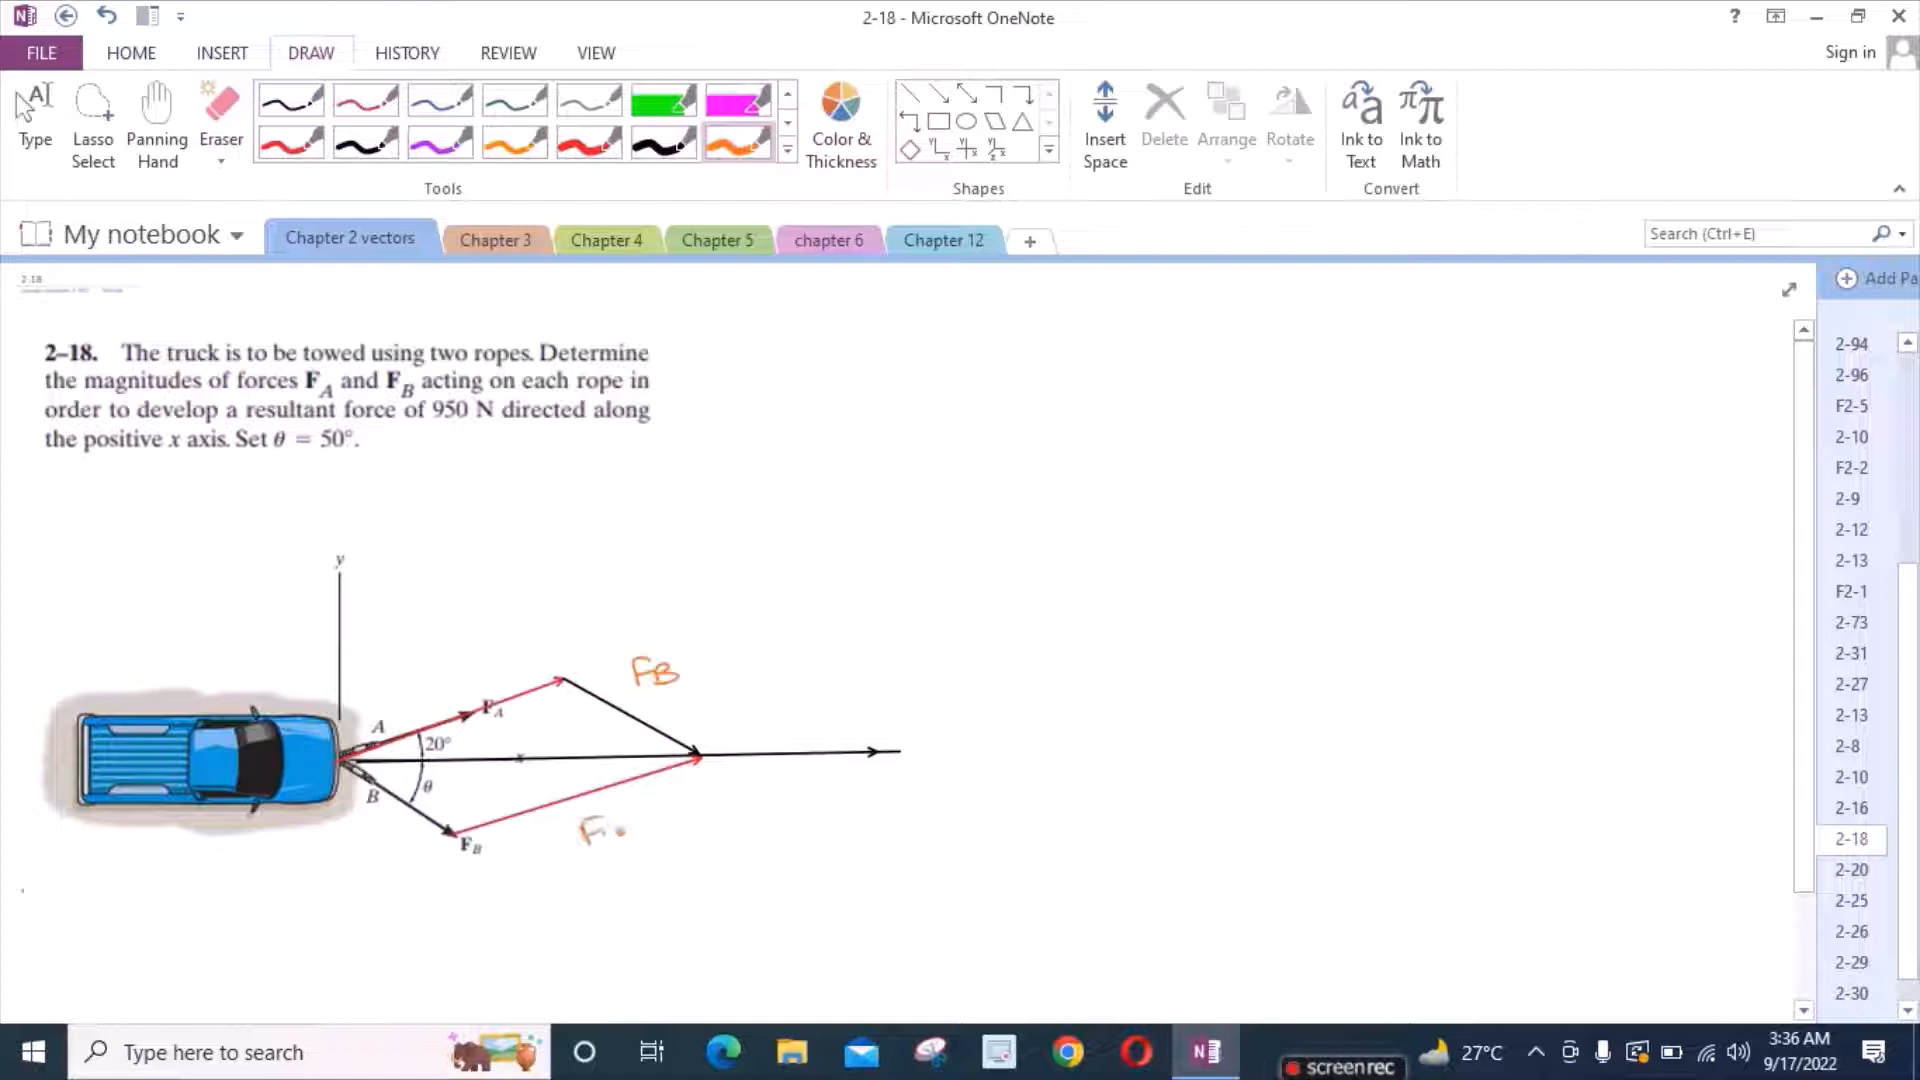 2-18 - Microsoft OneNote
?
FILE HOME INSERT DRAW HISTORY REVIEW VIEW
Sign in
Type
Lasso Select
Panning Hand
Eraser
Color & Thickness
Insert Space
Delete
Arrange
Rotate
Ink to Text
Ink to Math
Tools
Shapes
Edit
Convert
My notebook
Chapter 2 vectors
Chapter 3
Chapter 4
Chapter 5
chapter 6
Chapter 12
Search (Ctrl+E)
2-18
Add Pa
2–18. The truck is to be towed using two ropes. Determine
the magnitudes of forces F_A and F_B acting on each rope in
order to develop a resultant force of 950 N directed along
the positive x axis. Set θ = 50°.
y
FB
F_A
A
20°
x
θ
B
F_B
F
2-94
2-96
F2-5
2-10
F2-2
2-9
2-12
2-13
F2-1
2-73
2-31
2-27
2-13
2-8
2-10
2-16
2-18
2-20
2-25
2-26
2-29
2-30
Type here to search
screenrec
27°C
3:36 AM
9/17/2022